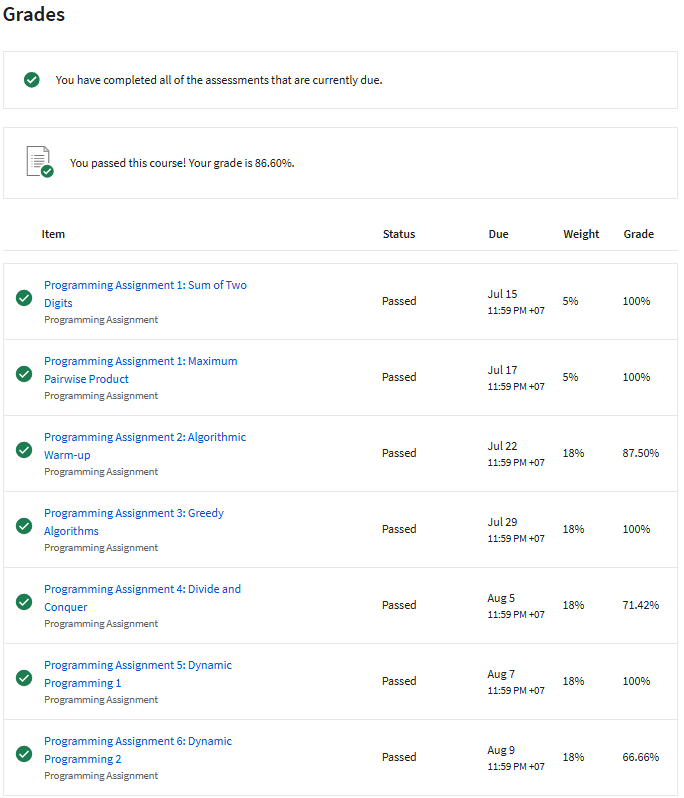 Grades
You have completed all of the assessments that are currently due.
You passed this course! Your grade is 86.60%.
Item Status Due Weight Grade
Programming Assignment 1: Sum of Two
Digits
Programming Assignment
Passed
Jul 15
11:59 PM +07
5%
100%
Programming Assignment 1: Maximum
Pairwise Product
Programming Assignment
Passed
Jul 17
11:59 PM +07
5%
100%
Programming Assignment 2: Algorithmic
Warm-up
Programming Assignment
Passed
Jul 22
11:59 PM +07
18%
87.50%
Programming Assignment 3: Greedy
Algorithms
Programming Assignment
Passed
Jul 29
11:59 PM +07
18%
100%
Programming Assignment 4: Divide and
Conquer
Programming Assignment
Passed
Aug 5
11:59 PM +07
18%
71.42%
Programming Assignment 5: Dynamic
Programming 1
Programming Assignment
Passed
Aug 7
11:59 PM +07
18%
100%
Programming Assignment 6: Dynamic
Programming 2
Programming Assignment
Passed
Aug 9
11:59 PM +07
18%
66.66%